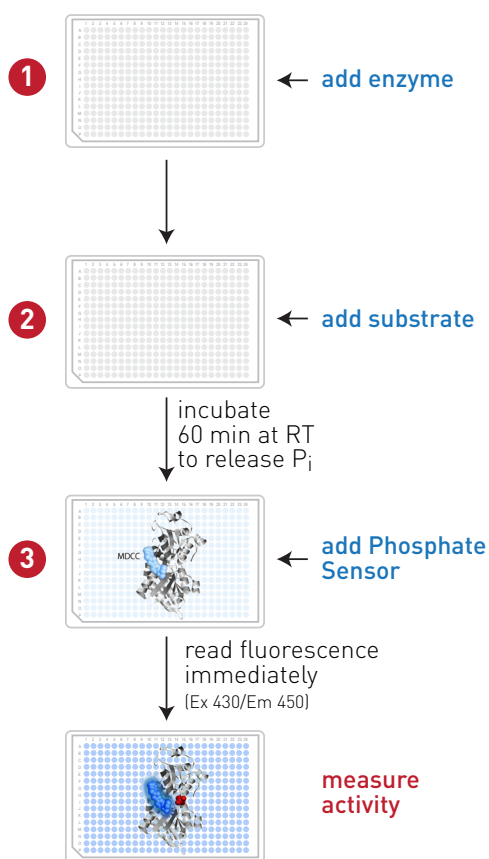 1
add enzyme
2
add substrate
incubate
60 min at RT
to release Pi
3
MDCC
add Phosphate
Sensor
read fluorescence
immediately
(Ex 430/Em 450)
measure
activity